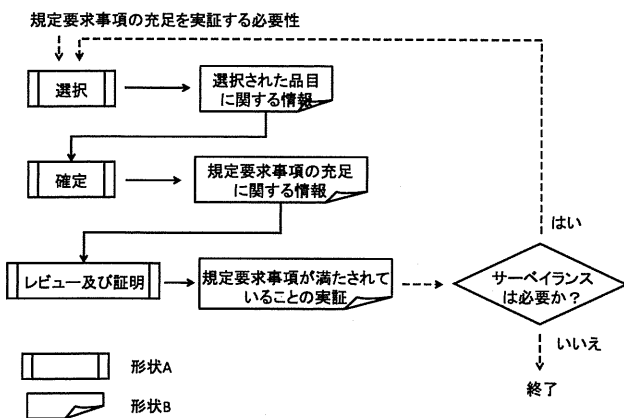 規定要求事項の充足を実証する必要性
選択
選択された品目
に関する情報
確定
規定要求事項の充足
に関する情報
はい
レビュー及び証明
規定要求事項が満たされて
いることの実証
サーベイランス
は必要か？
いいえ
終了
形状A
形状B